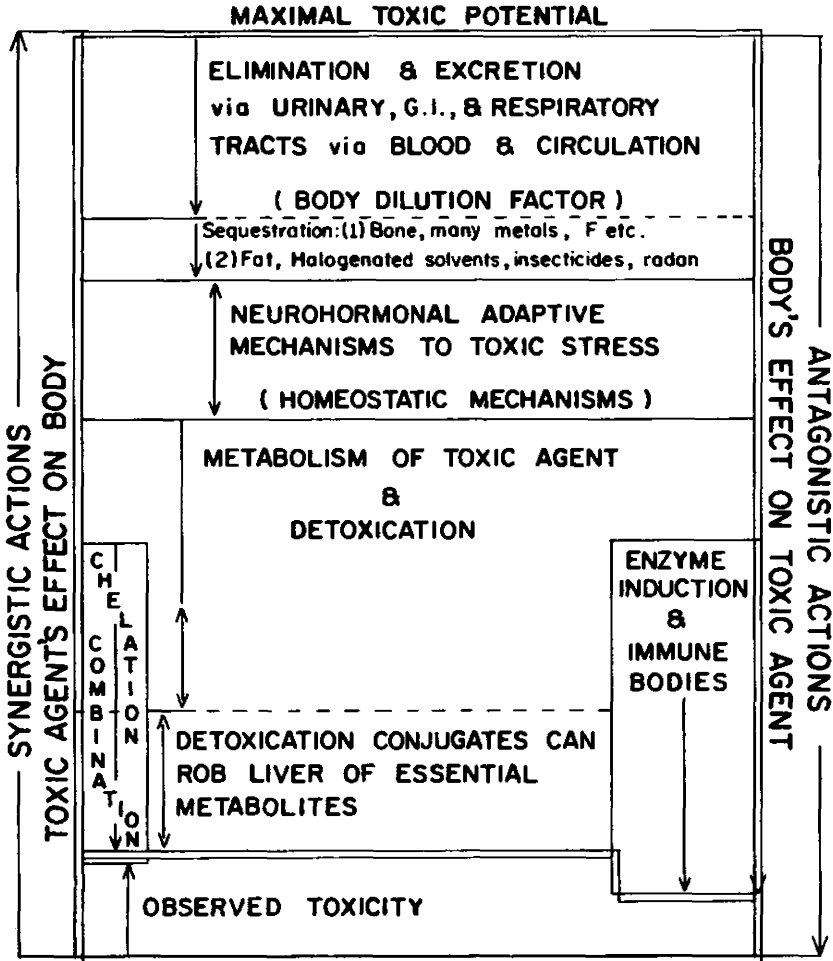 MAXIMAL TOXIC POTENTIAL
ELIMINATION & EXCRETION
via URINARY, G.I., & RESPIRATORY
TRACTS via BLOOD & CIRCULATION
( BODY DILUTION FACTOR )
Sequestration: (1) Bone, many metals, F etc.
(2) Fat, Halogenated solvents, insecticides, radan
NEUROHORMONAL ADAPTIVE
MECHANISMS TO TOXIC STRESS
( HOMEOSTATIC MECHANISMS )
METABOLISM OF TOXIC AGENT
&
DETOXICATION
CHELATION
COMBINATION
ENZYME
INDUCTION
&
IMMUNE
BODIES
DETOXICATION CONJUGATES CAN
ROB LIVER OF ESSENTIAL
METABOLITES
OBSERVED TOXICITY
SYNERGISTIC ACTIONS
TOXIC AGENT'S EFFECT ON BODY
BODY'S EFFECT ON TOXIC AGENT
ANTAGONISTIC ACTIONS